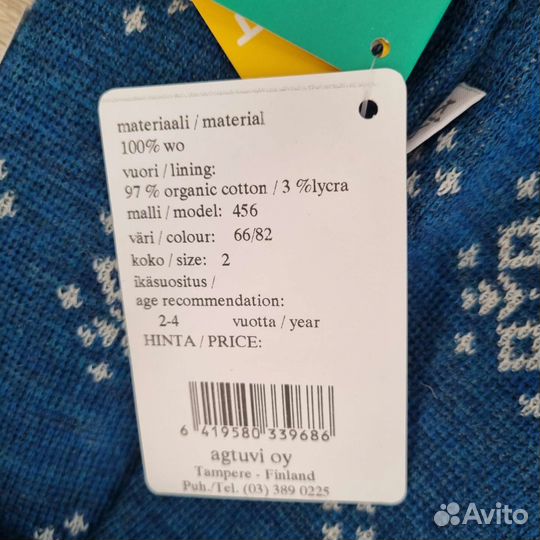 materiaali / material
100% wo
vuori / lining:
97 % organic cotton / 3 %lycra
malli / model: 456
väri / colour: 66/82
koko / size: 2
ikäsuositus /
age recommendation:
2-4 vuotta / year
HINTA / PRICE:
6 419580 339686
agtuvi oy
Tampere - Finland
Puh./Tel. (03) 389 0225
Avito